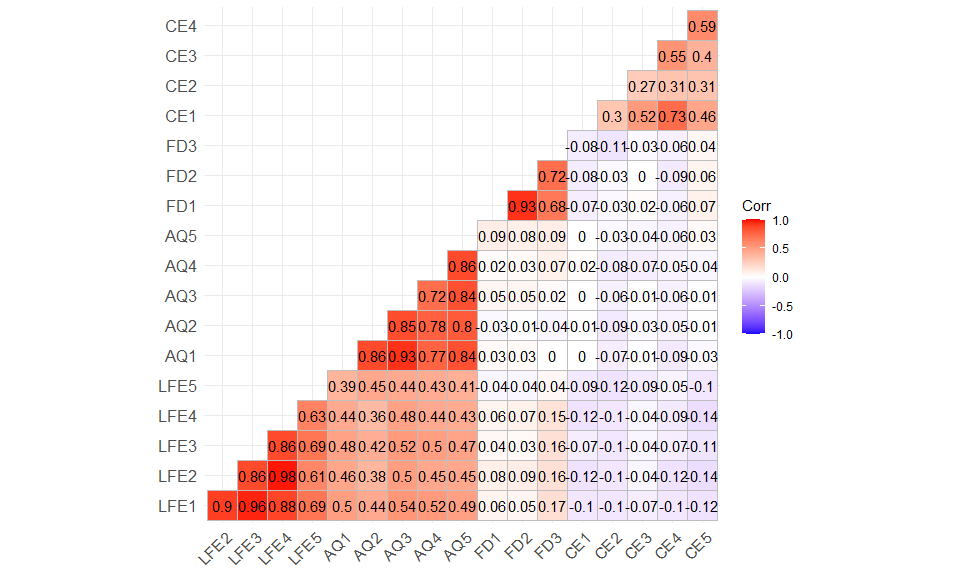 CE4 0.59
CE3 0.55 0.4
CE2 0.27 0.31 0.31
CE1 0.3 0.52 0.73 0.46
FD3 -0.08 -0.11 -0.03 -0.06 0.04
FD2 0.72 -0.08 -0.03 0 -0.09 0.06
FD1 0.93 0.68 -0.07 -0.03 0.02 -0.06 0.07
AQ5 0.09 0.08 0.09 0 -0.03 -0.04 -0.06 0.03
AQ4 0.86 0.02 0.03 0.07 0.02 -0.08 -0.07 -0.05 -0.04
AQ3 0.72 0.84 0.05 0.05 0.02 0 -0.06 -0.01 -0.06 -0.01
AQ2 0.85 0.78 0.8 -0.03 -0.01 -0.04 -0.01 -0.09 -0.03 -0.05 -0.01
AQ1 0.86 0.93 0.77 0.84 0.03 0.03 0 0 -0.07 -0.01 -0.09 -0.03
LFE5 0.39 0.45 0.44 0.43 0.41 -0.04 -0.04 0.04 -0.09 -0.12 -0.09 -0.05 -0.1
LFE4 0.63 0.44 0.36 0.48 0.44 0.43 0.06 0.07 0.15 -0.12 -0.1 -0.04 -0.09 -0.14
LFE3 0.86 0.69 0.48 0.42 0.52 0.5 0.47 0.04 0.03 0.16 -0.07 -0.1 -0.04 -0.07 -0.11
LFE2 0.86 0.98 0.61 0.46 0.38 0.5 0.45 0.45 0.08 0.09 0.16 -0.12 -0.1 -0.04 -0.12 -0.14
LFE1 0.9 0.96 0.88 0.69 0.5 0.44 0.54 0.52 0.49 0.06 0.05 0.17 -0.1 -0.1 -0.07 -0.1 -0.12
LFE2 LFE3 LFE4 LFE5 AQ1 AQ2 AQ3 AQ4 AQ5 FD1 FD2 FD3 CE1 CE2 CE3 CE4 CE5
Corr
1.0
0.5
0.0
-0.5
-1.0